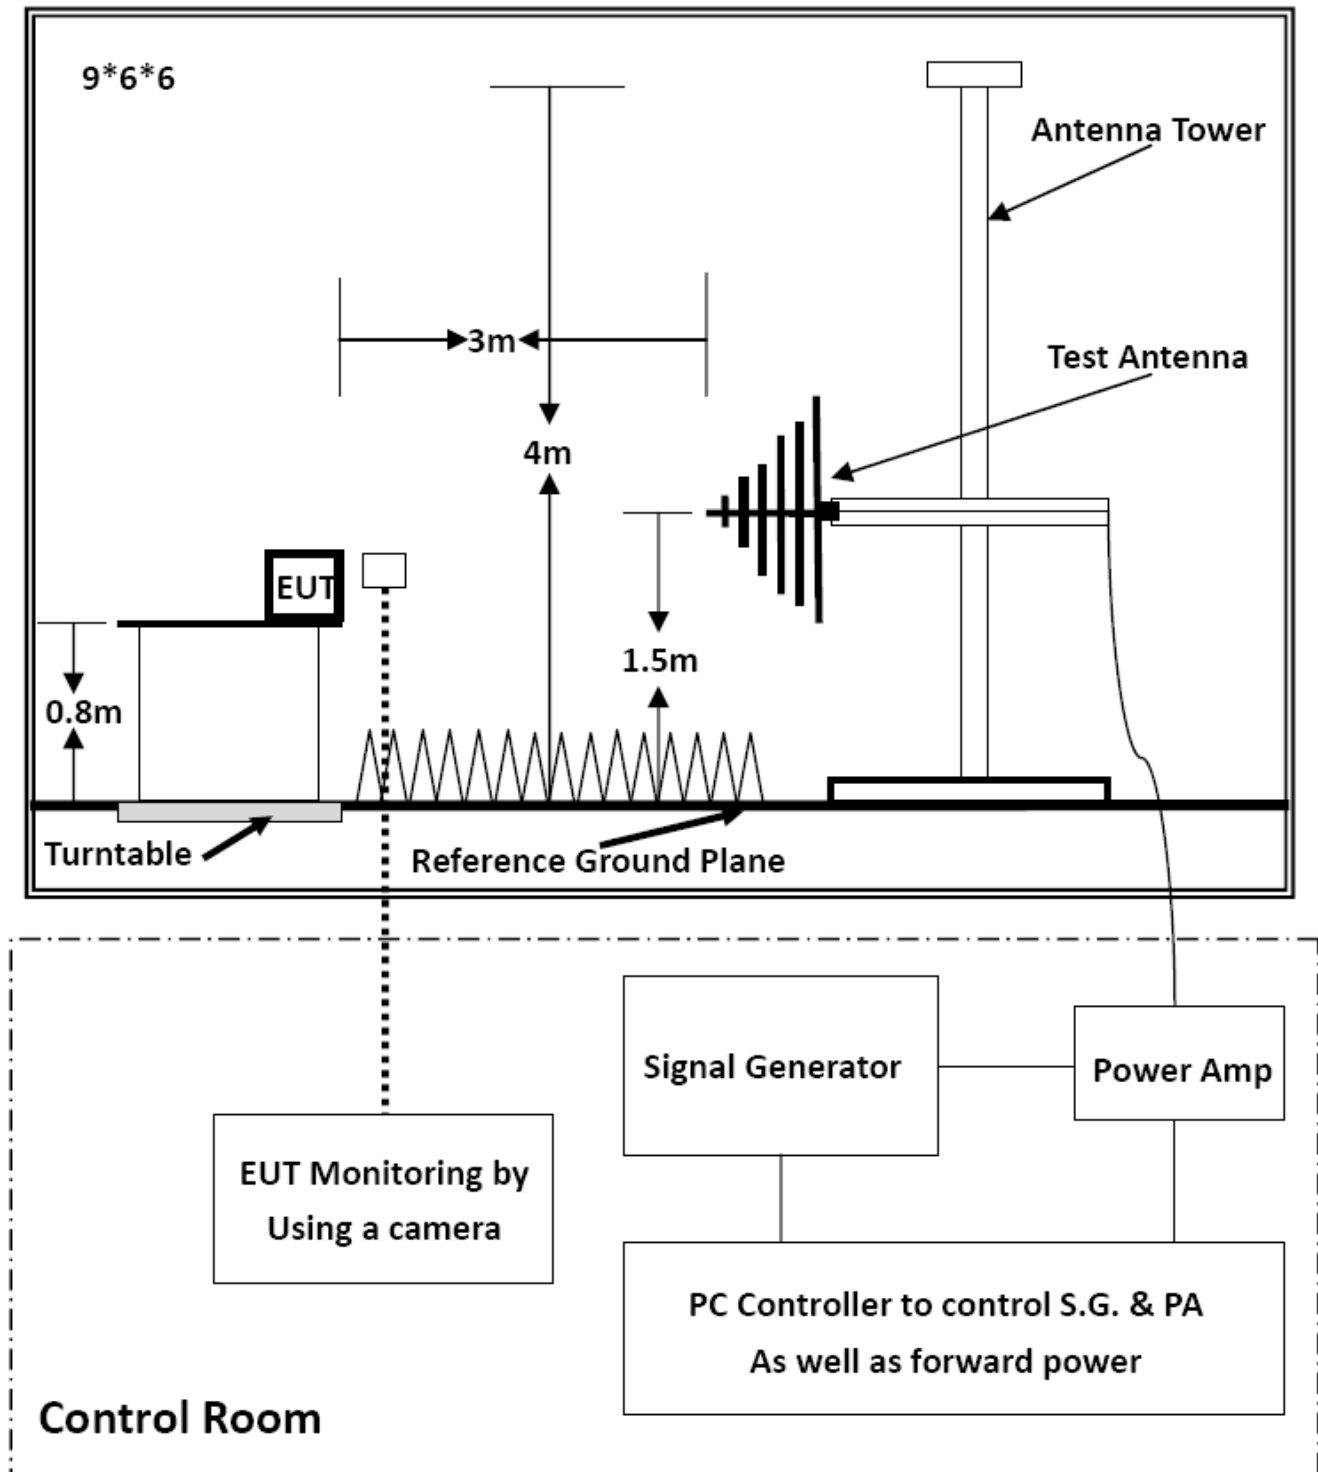 9*6*6
Antenna Tower
3m
Test Antenna
4m
EUT
1.5m
0.8m
Turntable
Reference Ground Plane
Signal Generator
Power Amp
EUT Monitoring by
Using a camera
PC Controller to control S.G. & PA
As well as forward power
Control Room